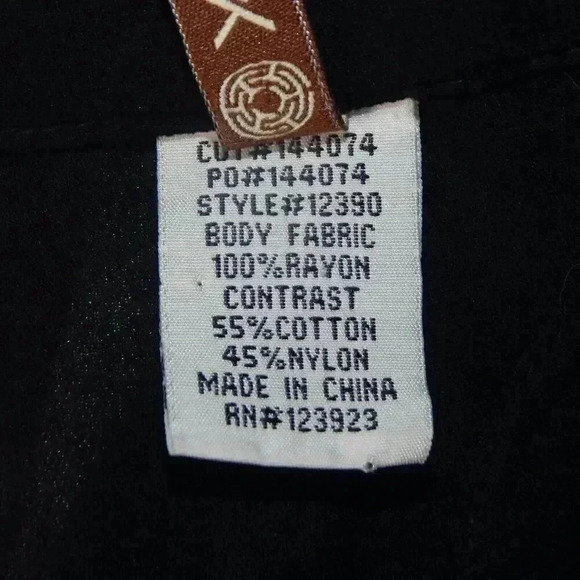 CUT#144074
PO#144074
STYLE#12390
BODY FABRIC
100%RAYON
CONTRAST
55%COTTON
45%NYLON
MADE IN CHINA
RN#123923